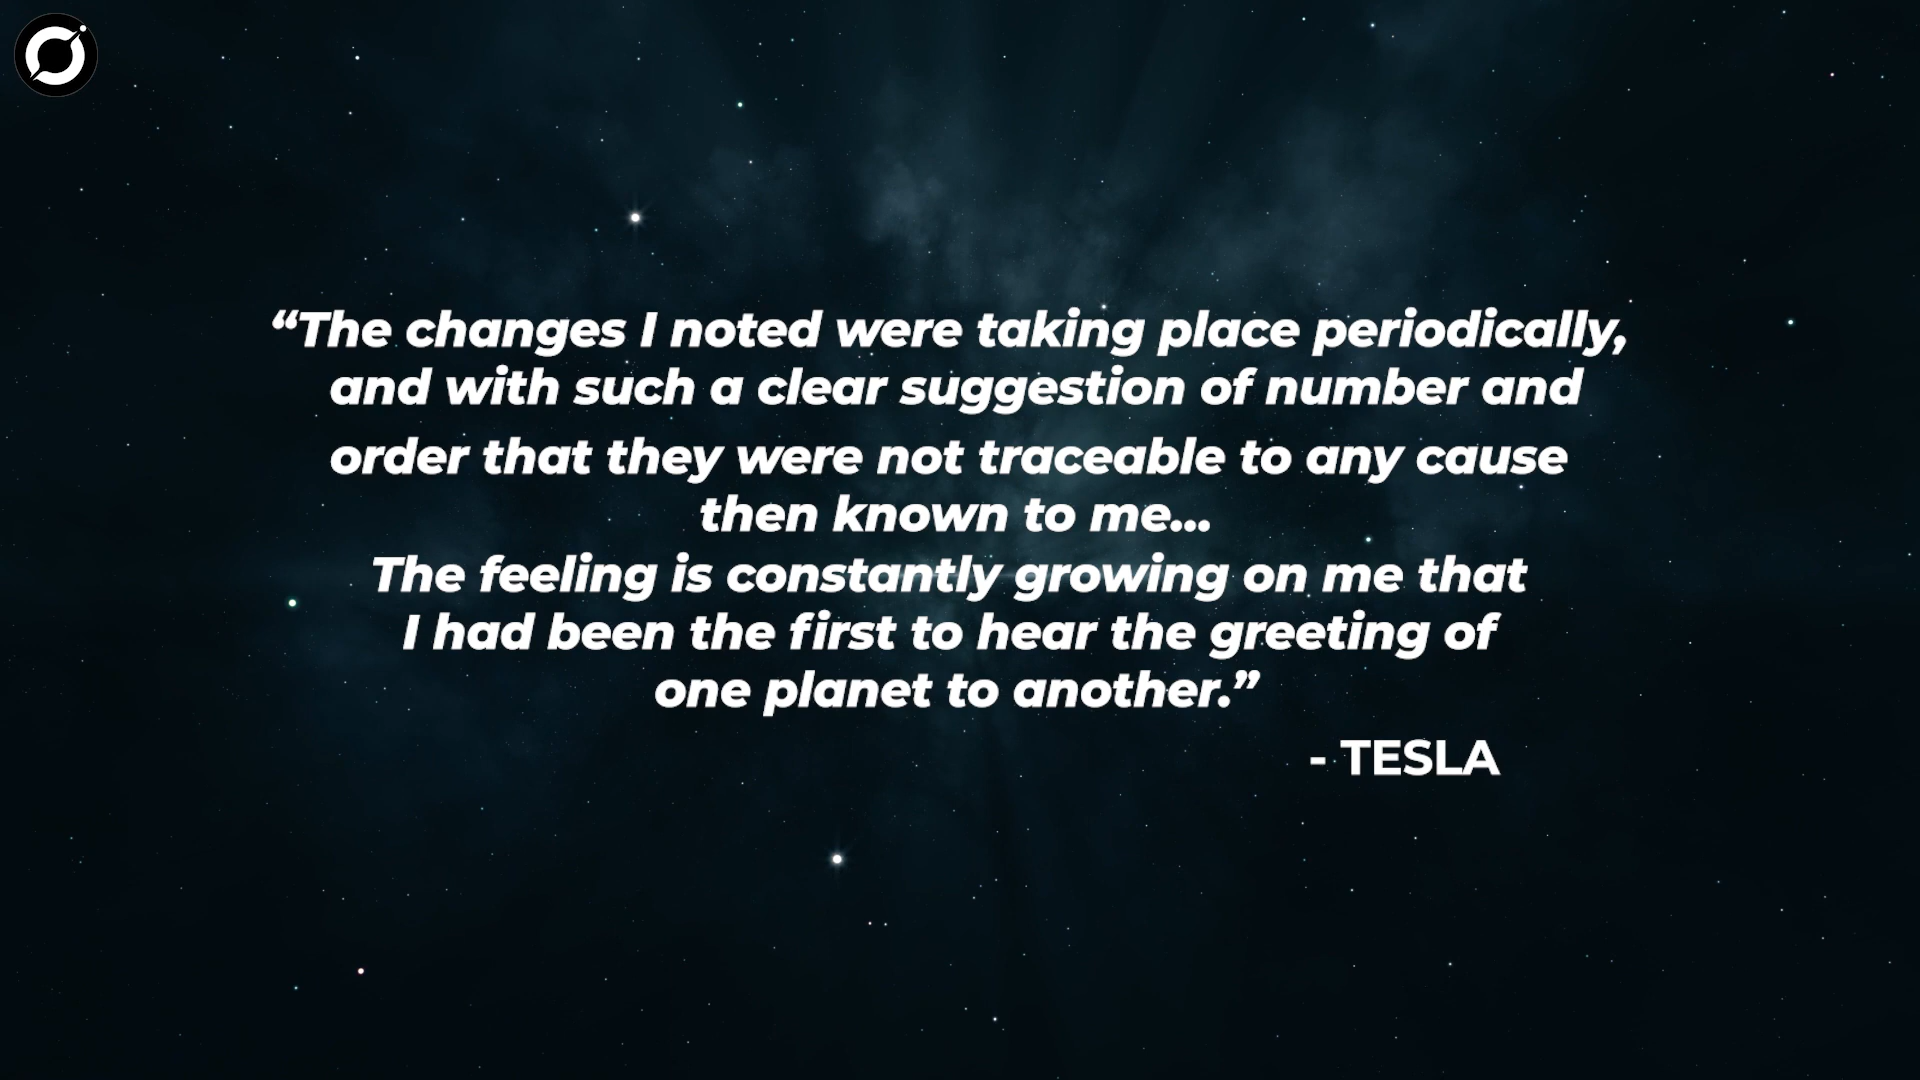 “The changes I noted were taking place periodically,
and with such a clear suggestion of number and
order that they were not traceable to any cause
then known to me...
The feeling is constantly growing on me that
I had been the first to hear the greeting of
one planet to another.”
- TESLA